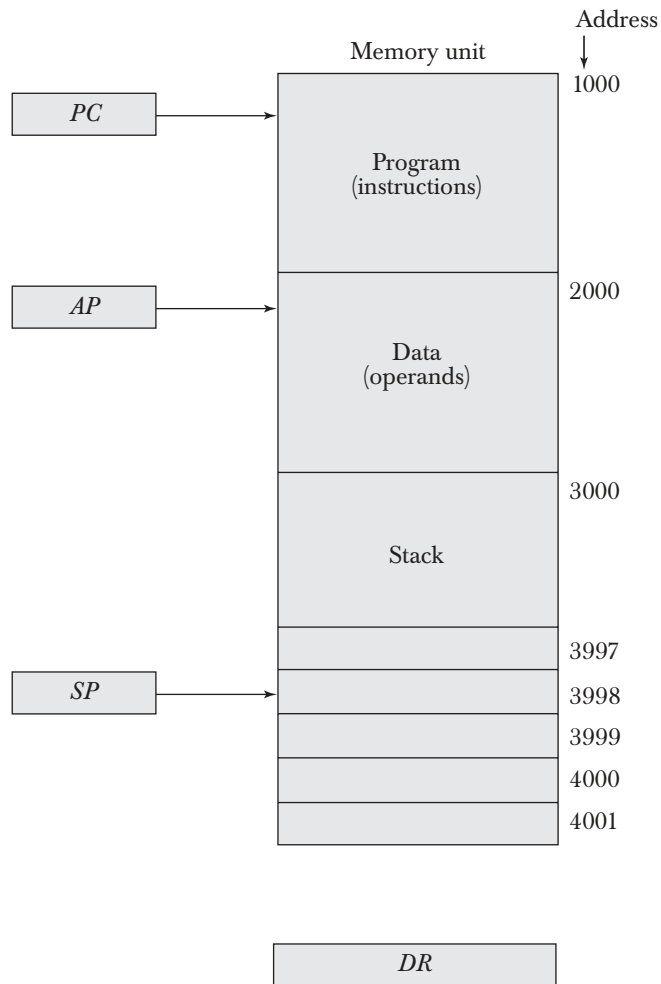 Address
Memory unit
1000
PC
Program
(instructions)
2000
AP
Data
(operands)
3000
Stack
3997
SP
3998
3999
4000
4001
DR